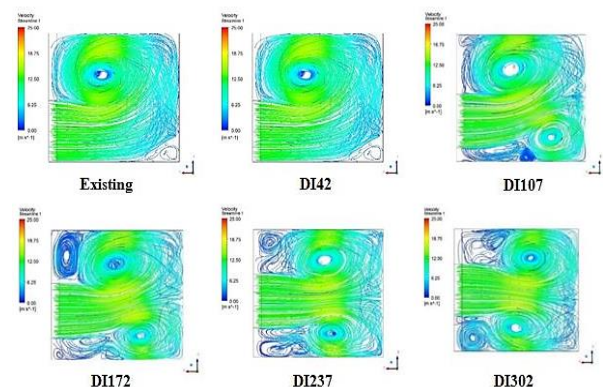 Velocity
Streamline 1
25.00
18.75
12.50
6.25
0.00
[m s^-1]
Existing
Velocity
Streamline 1
25.00
18.75
12.50
6.25
0.00
[m s^-1]
DI42
Velocity
Streamline 1
25.00
18.75
12.50
6.25
0.00
[m s^-1]
DI107
Velocity
Streamline 1
25.00
18.75
12.50
6.25
0.00
[m s^-1]
DI172
Velocity
Streamline 1
25.00
18.75
12.50
6.25
0.00
[m s^-1]
DI237
Velocity
Streamline 1
25.00
18.75
12.50
6.25
0.00
[m s^-1]
DI302